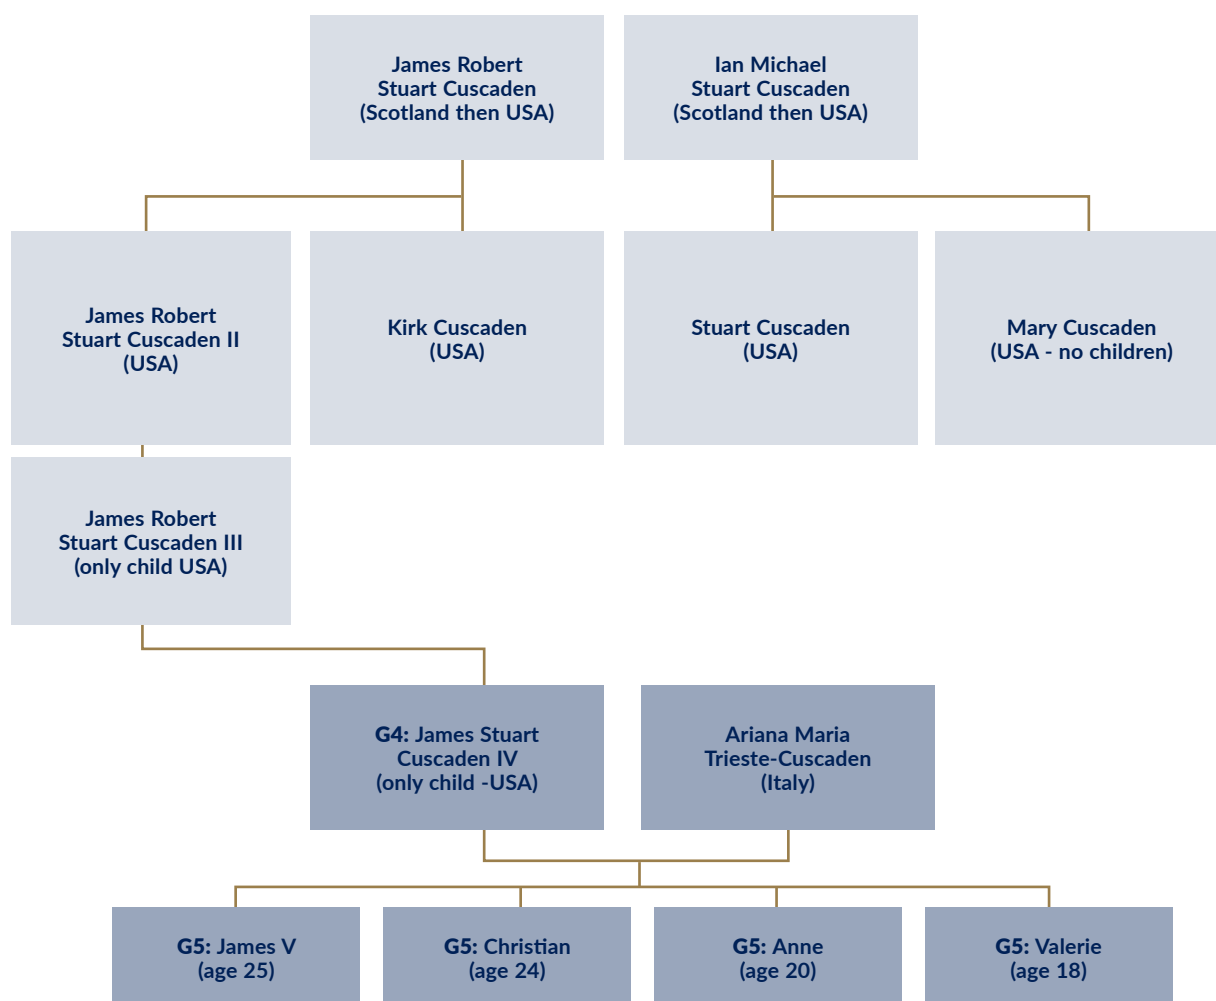 James Robert
Stuart Cuscaden
(Scotland then USA)
Ian Michael
Stuart Cuscaden
(Scotland then USA)
James Robert
Stuart Cuscaden II
(USA)
Kirk Cuscaden
(USA)
Stuart Cuscaden
(USA)
Mary Cuscaden
(USA - no children)
James Robert
Stuart Cuscaden III
(only child USA)
G4: James Stuart
Cuscaden IV
(only child -USA)
Ariana Maria
Trieste-Cuscaden
(Italy)
G5: James V
(age 25)
G5: Christian
(age 24)
G5: Anne
(age 20)
G5: Valerie
(age 18)